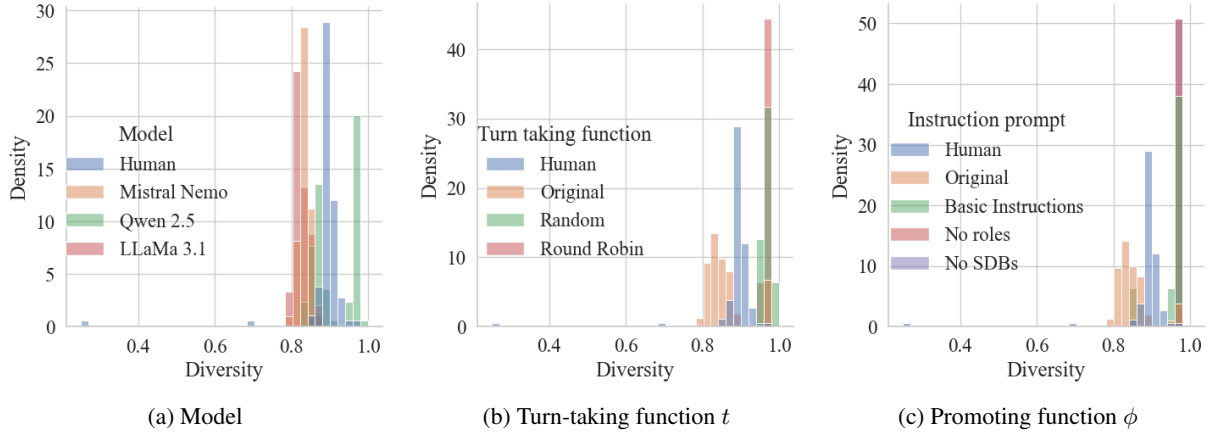 30
25
20
15
10
5
0
Density
0.4
0.6
0.8
1.0
Diversity
Model
Human
Mistral Nemo
Qwen 2.5
LLaMa 3.1
(a) Model
40
30
20
10
0
Density
0.4
0.6
0.8
1.0
Diversity
Turn taking function
Human
Original
Random
Round Robin
(b) Turn-taking function t
50
40
30
20
10
0
Density
0.4
0.6
0.8
1.0
Diversity
Instruction prompt
Human
Original
Basic Instructions
No roles
No SDBs
(c) Promoting function ϕ